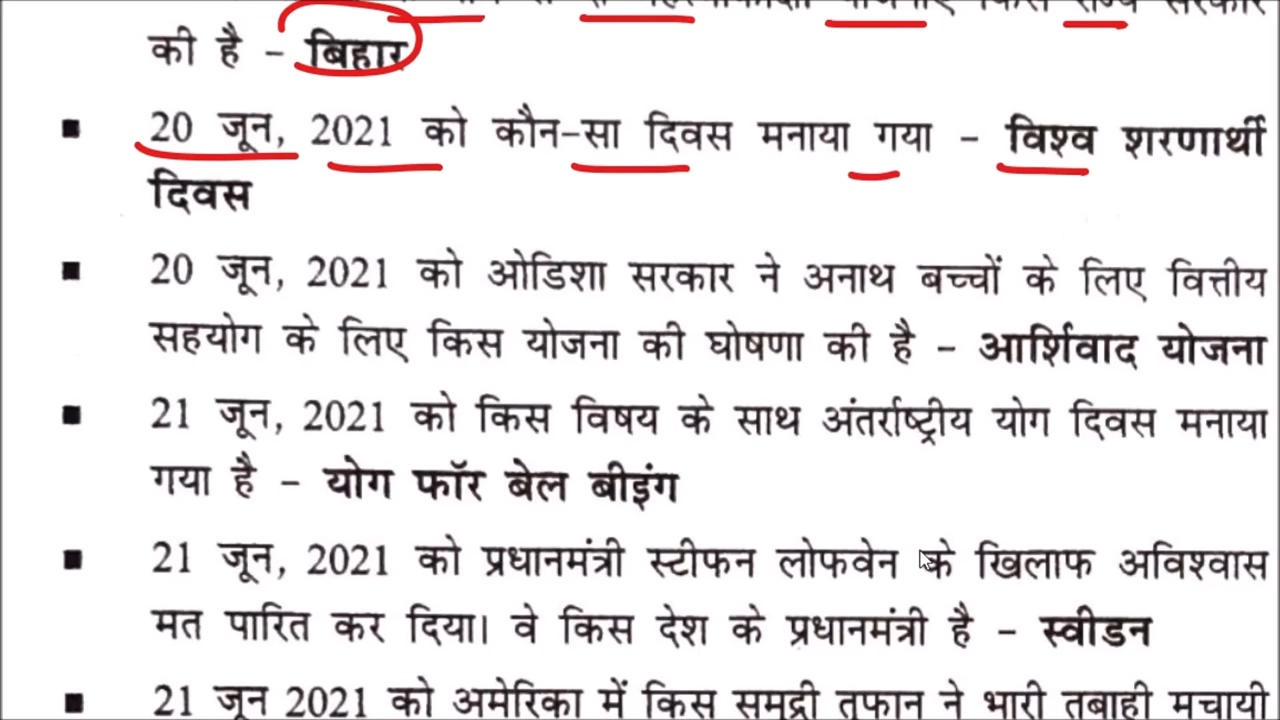 की है - बिहार
■ 20 जून, 2021 को कौन-सा दिवस मनाया गया - विश्व शरणार्थी
दिवस
■ 20 जून, 2021 को ओडिशा सरकार ने अनाथ बच्चों के लिए वित्तीय
सहयोग के लिए किस योजना की घोषणा की है - आर्शिवाद योजना
■ 21 जून, 2021 को किस विषय के साथ अंतर्राष्ट्रीय योग दिवस मनाया
गया है - योग फॉर बेल बीइंग
■ 21 जून, 2021 को प्रधानमंत्री स्टीफन लोफवेन के खिलाफ अविश्वास
मत पारित कर दिया। वे किस देश के प्रधानमंत्री है - स्वीडन
■ 21 जून 2021 को अमेरिका में किस समुद्री तूफान ने भारी तबाही मचायी